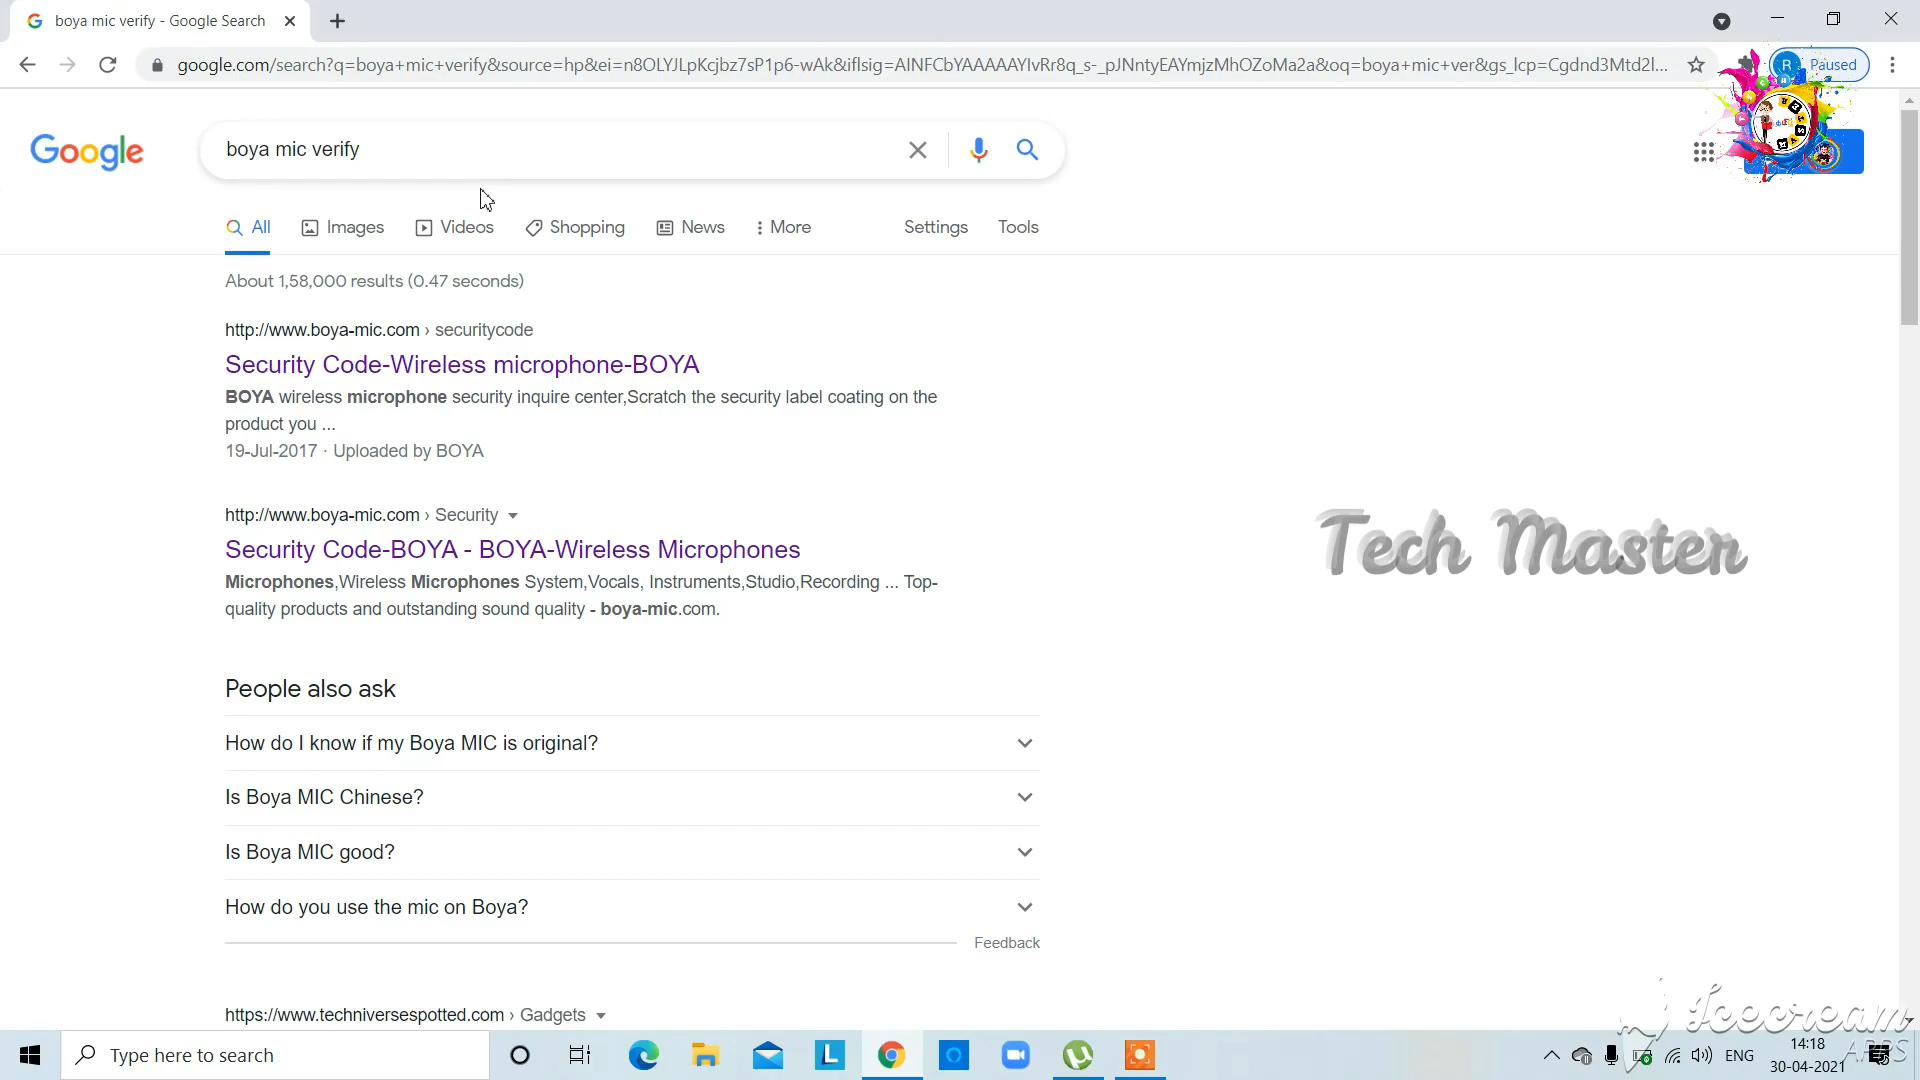 boya mic verify - Google Search
google.com/search?q=boya+mic+verify&source=hp&ei=n8OLYJLpKcjbz7sP1p6-wAk&iflsig=AINFCbYAAAAAYIvRr8q_s-_pJNntyEAYmjzMhOZoMa2a&oq=boya+mic+ver&gs_lcp=Cgdnd3Mtd2l...
R Paused
Google
boya mic verify
All Images Videos Shopping News More Settings Tools
About 1,58,000 results (0.47 seconds)
http://www.boya-mic.com › securitycode
Security Code-Wireless microphone-BOYA
BOYA wireless microphone security inquire center,Scratch the security label coating on the
product you ...
19-Jul-2017 · Uploaded by BOYA
http://www.boya-mic.com › Security
Security Code-BOYA - BOYA-Wireless Microphones
Microphones,Wireless Microphones System,Vocals, Instruments,Studio,Recording ... Top-
quality products and outstanding sound quality - boya-mic.com.
Tech Master
People also ask
How do I know if my Boya MIC is original?
Is Boya MIC Chinese?
Is Boya MIC good?
How do you use the mic on Boya?
Feedback
https://www.techniversespotted.com › Gadgets
Icecream
APPS
Type here to search
L
ENG
14:18
30-04-2021